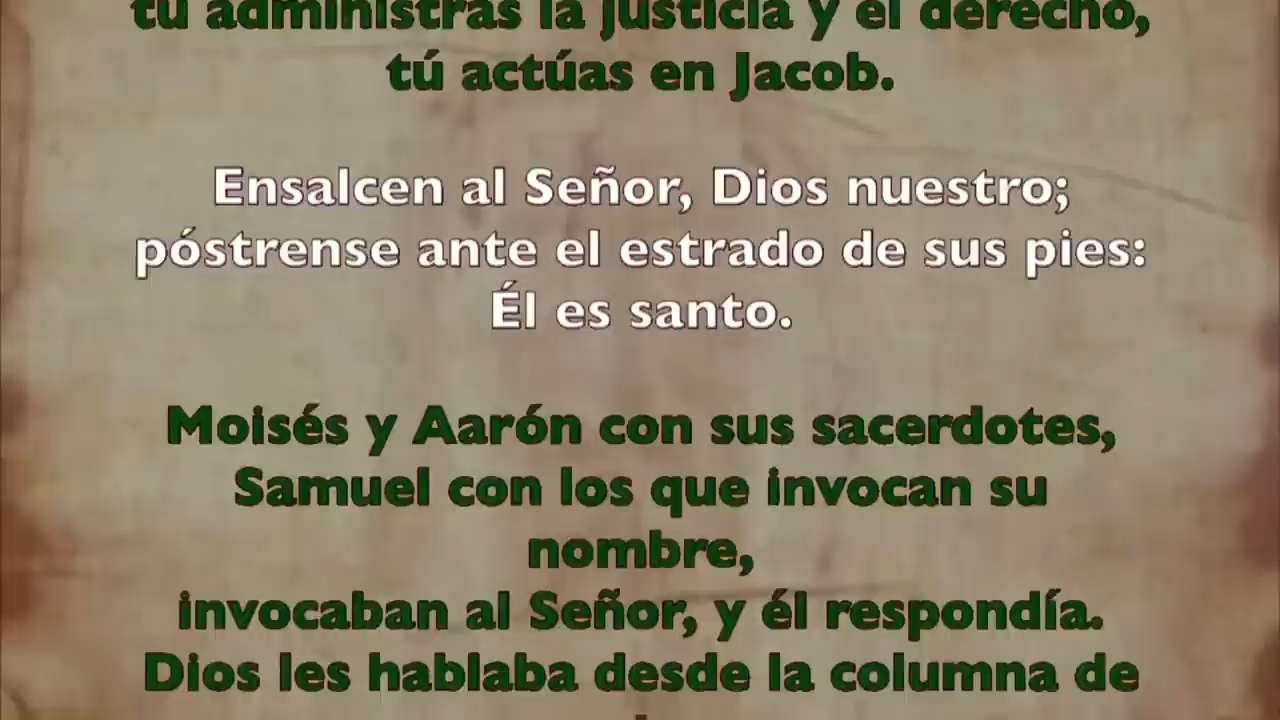 tú administras la justicia y el derecho,
tú actúas en Jacob.
Ensalcen al Señor, Dios nuestro;
póstrense ante el estrado de sus pies:
Él es santo.
Moisés y Aarón con sus sacerdotes,
Samuel con los que invocan su
nombre,
invocaban al Señor, y él respondía.
Dios les hablaba desde la columna de